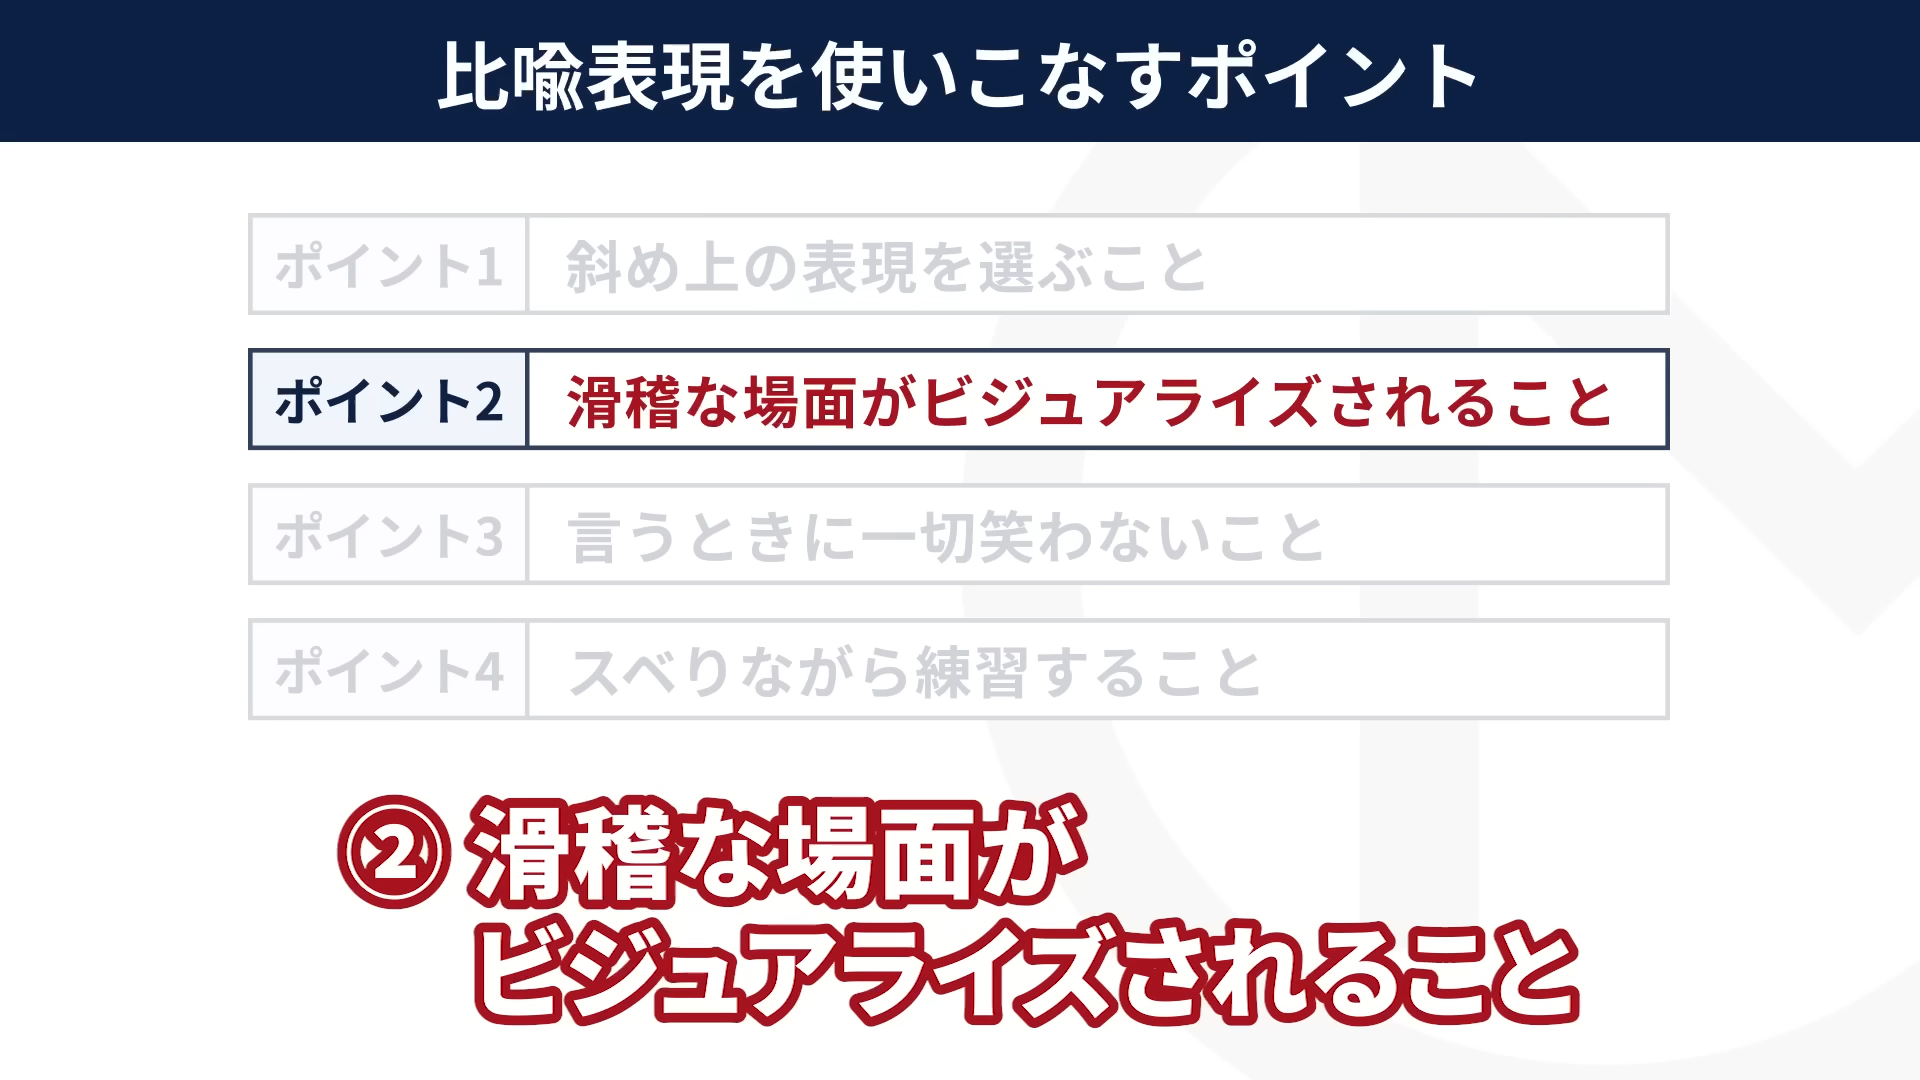 比喩表現を使いこなすポイント
ポイント1 斜め上の表現を選ぶこと
ポイント2 滑稽な場面がビジュアライズされること
ポイント3 言うときに一切笑わないこと
ポイント4 スベりながら練習すること
② 滑稽な場面が
ビジュアライズされること